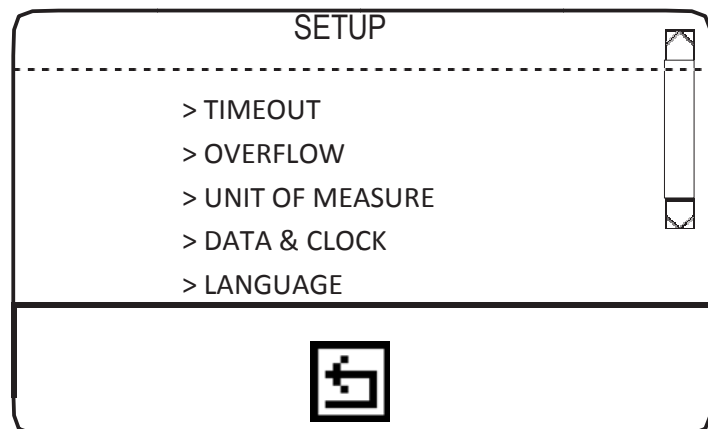 SETUP
> TIMEOUT
> OVERFLOW
> UNIT OF MEASURE
> DATA & CLOCK
> LANGUAGE